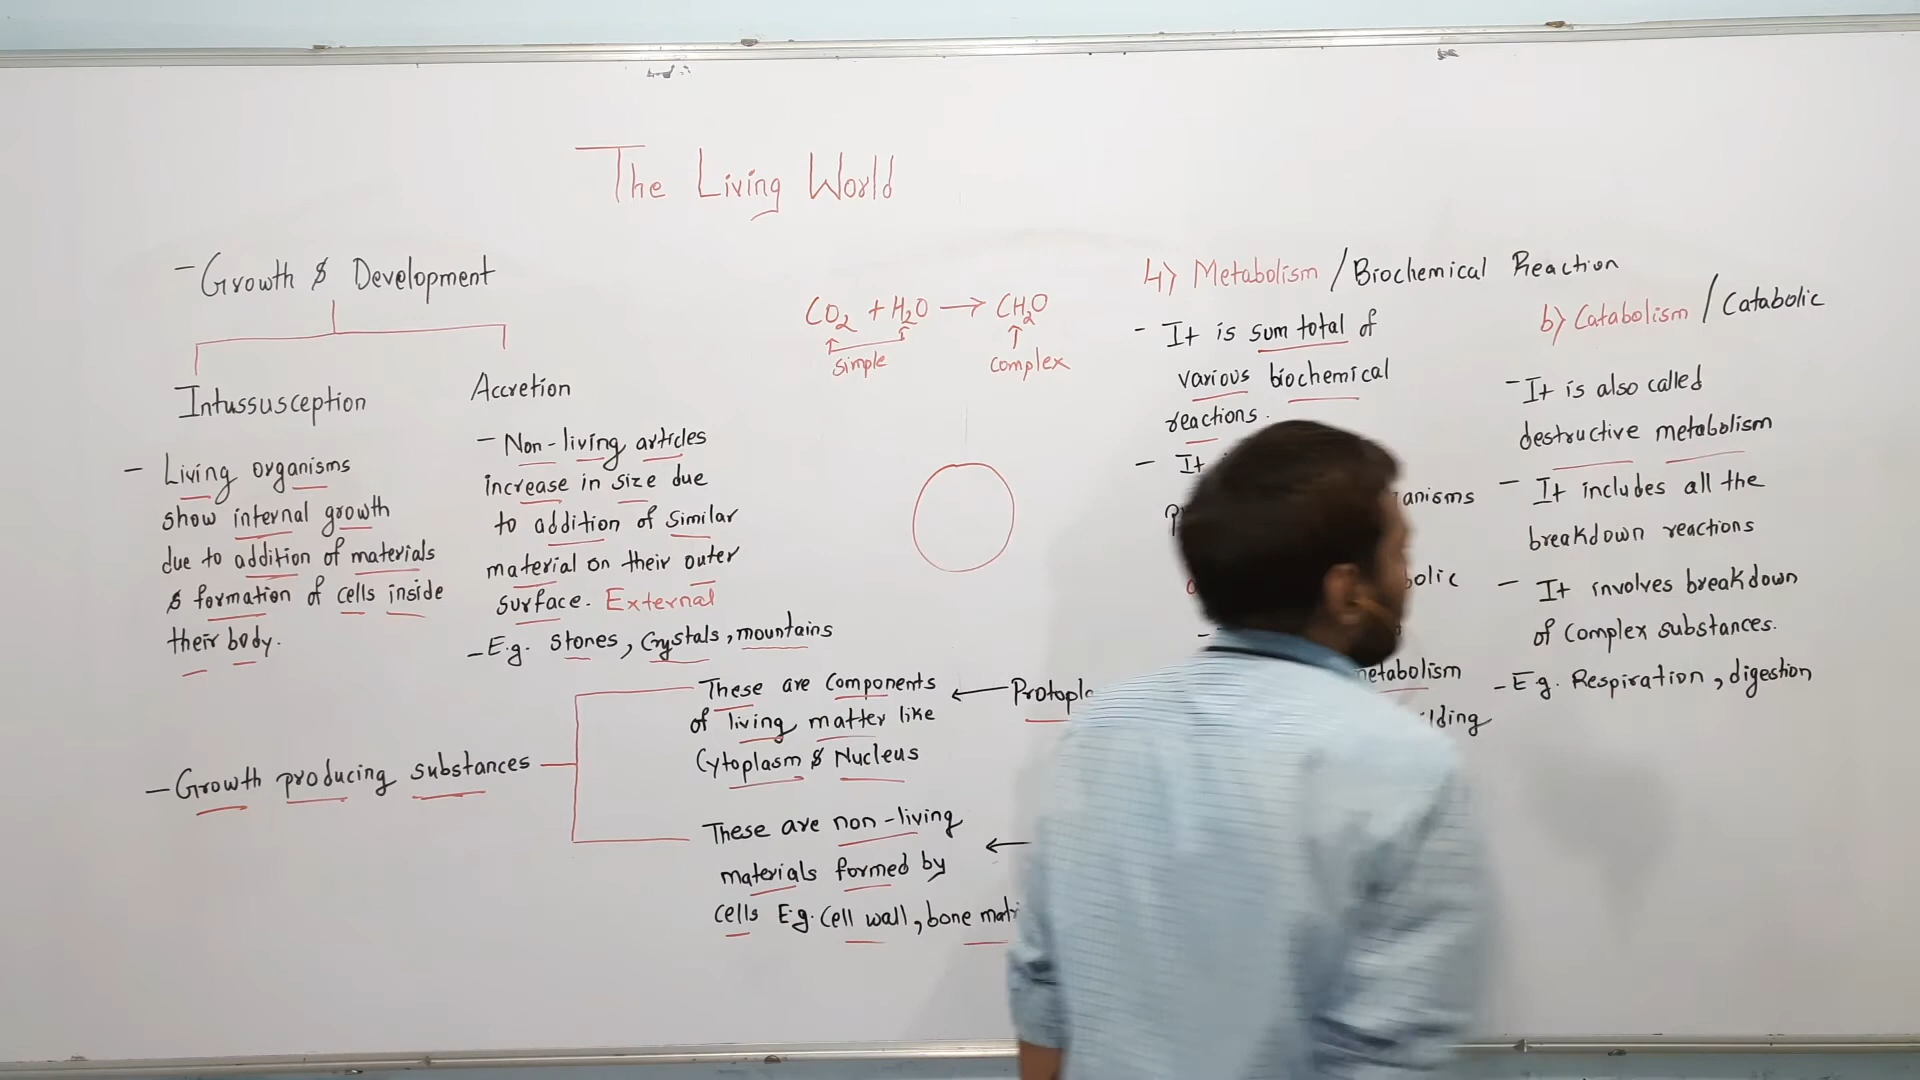 The Living World
- Growth & Development
Intussusception
- Living organisms
show internal growth
due to addition of materials
& formation of cells inside
their body.
Accretion
- Non-living articles
increase in size due
to addition of similar
material on their outer
surface. External
- E.g. stones, Crystals, mountains
- Growth producing substances
These are components
of living matter like
Cytoplasm & Nucleus
←
These are non-living
materials formed by
cells E.g. Cell wall, bone
←
CO2 + H2O → CH2O
simple
complex
4) Metabolism / Biochemical Reaction
- It is sum total of
various biochemical
reactions.
- It
metabolism
b) Catabolism / Catabolic
- It is also called
destructive metabolism
- It includes all the
breakdown reactions
- It involves breakdown
of complex substances.
- E.g. Respiration, digestion